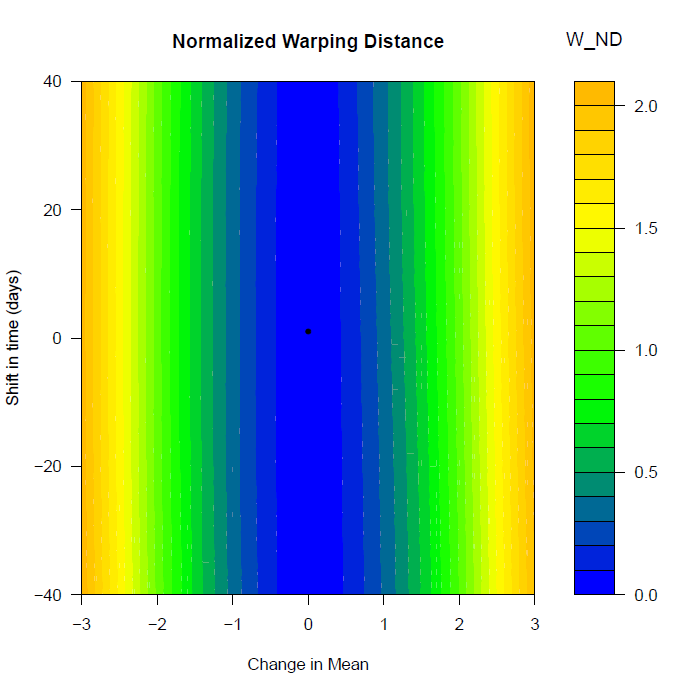 Normalized Warping Distance
W_ND
40
20
0
−20
−40
Shift in time (days)
−3 −2 −1 0 1 2 3
Change in Mean
2.0
1.5
1.0
0.5
0.0